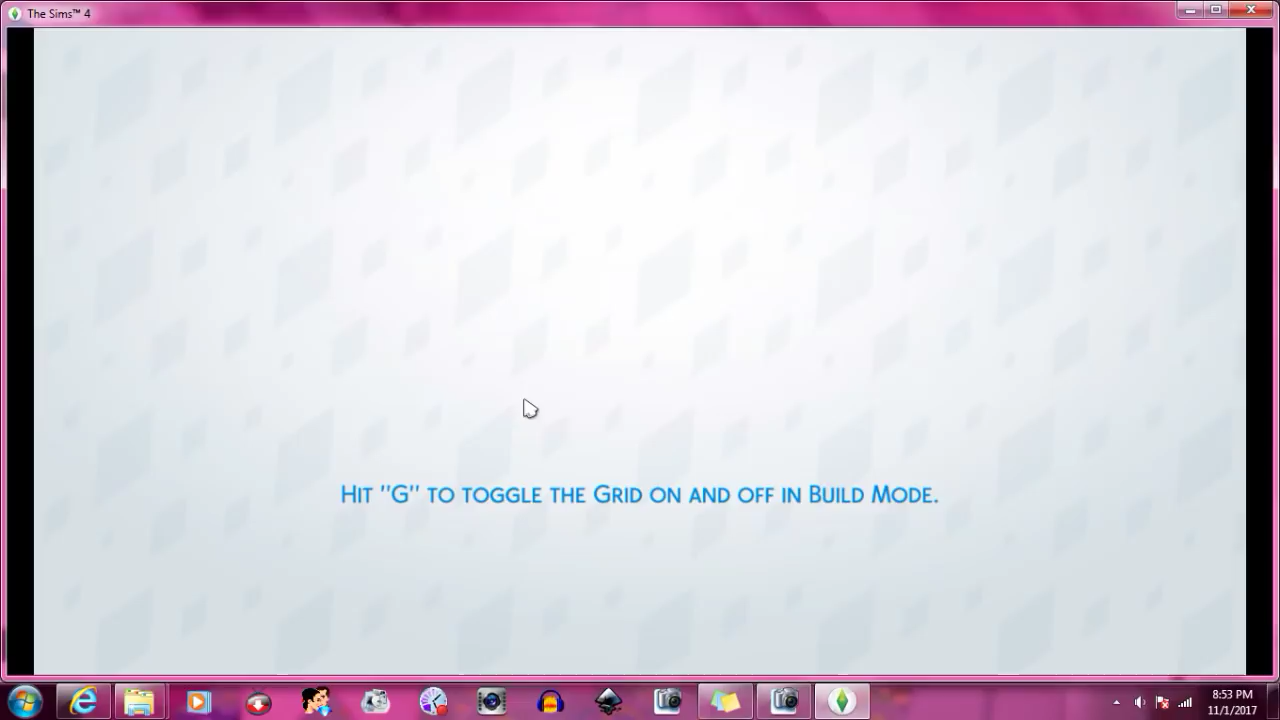 The Sims™ 4
Hit "G" to toggle the Grid on and off in Build Mode.
8:53 PM
11/1/2017